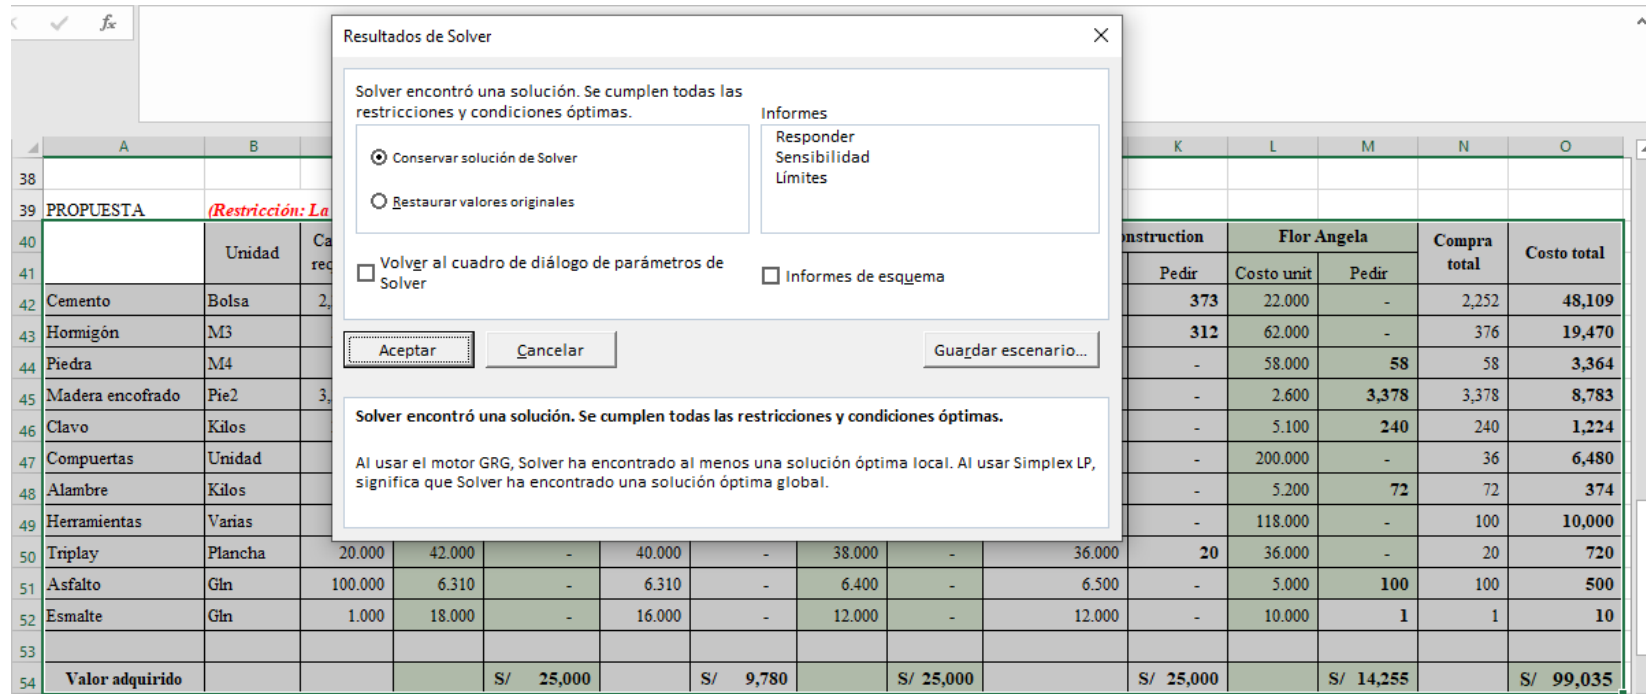 fx
Resultados de Solver
Solver encontró una solución. Se cumplen todas las
restricciones y condiciones óptimas.
Informes
Responder
Sensibilidad
Límites
Conservar solución de Solver
Restaurar valores originales
Volver al cuadro de diálogo de parámetros de
Solver
Informes de esquema
Aceptar Cancelar Guardar escenario...
Solver encontró una solución. Se cumplen todas las restricciones y condiciones óptimas.
Al usar el motor GRG, Solver ha encontrado al menos una solución óptima local. Al usar Simplex LP,
significa que Solver ha encontrado una solución óptima global.
A B K L M N O
38
39 PROPUESTA (Restricción: La
40 Unidad Ca nstruction Flor Angela Compra total Costo total
41 req Pedir Costo unit Pedir
42 Cemento Bolsa 2, 373 22.000 - 2,252 48,109
43 Hormigón M3 312 62.000 - 376 19,470
44 Piedra M4 - 58.000 58 58 3,364
45 Madera encofrado Pie2 3, - 2.600 3,378 3,378 8,783
46 Clavo Kilos - 5.100 240 240 1,224
47 Compuertas Unidad - 200.000 - 36 6,480
48 Alambre Kilos - 5.200 72 72 374
49 Herramientas Varias - 118.000 - 100 10,000
50 Triplay Plancha 20.000 42.000 - 40.000 - 38.000 - 36.000 20 36.000 - 20 720
51 Asfalto Gln 100.000 6.310 - 6.310 - 6.400 - 6.500 - 5.000 100 100 500
52 Esmalte Gln 1.000 18.000 - 16.000 - 12.000 - 12.000 - 10.000 1 1 10
53
54 Valor adquirido S/ 25,000 S/ 9,780 S/ 25,000 S/ 25,000 S/ 14,255 S/ 99,035